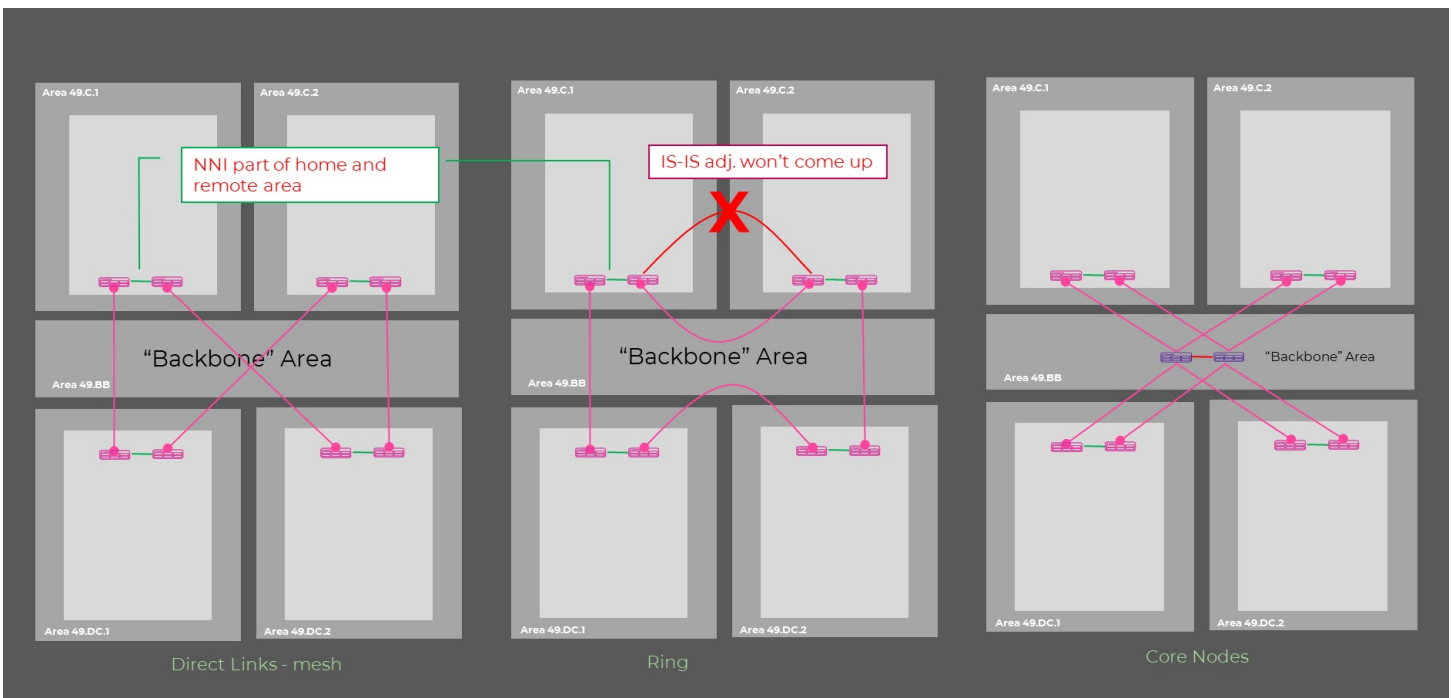 Area 49.C.1
Area 49.C.2
NNI part of home and
remote area
"Backbone" Area
Area 49.BB
Area 49.DC.1
Area 49.DC.2
Direct Links - mesh
Area 49.C.1
Area 49.C.2
IS-IS adj. won't come up
X
"Backbone" Area
Area 49.BB
Area 49.DC.1
Area 49.DC.2
Ring
Area 49.C.1
Area 49.C.2
"Backbone" Area
Area 49.BB
Area 49.DC.1
Area 49.DC.2
Core Nodes